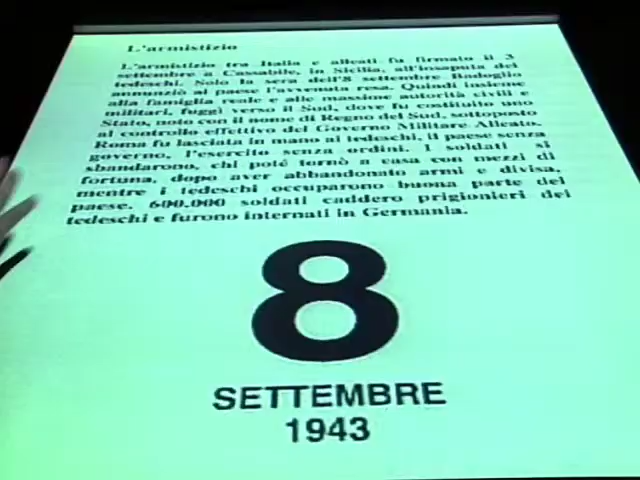 L'armistizio
L'armistizio tra Italia e alleati fu firmato il 3
settembre a Cassabile, in Sicilia, all'insaputa dei
tedeschi. Solo la sera dell'8 settembre Badoglio
annunziò al paese l'avvenuta resa. Quindi insieme
alla famiglia reale e alle massime autorità civili e
militari, fuggì verso il Sud, dove fu costituito uno
Stato, noto con il nome di Regno del Sud, sottoposto
al controllo effettivo del Governo Militare Alleato.
Roma fu lasciata in mano ai tedeschi, il paese senza
governo, l'esercito senza ordini. I soldati si
sbandarono, chi poté tornò a casa con mezzi di
fortuna, dopo aver abbandonato armi e divisa,
mentre i tedeschi occuparono buona parte del
paese. 600.000 soldati caddero prigionieri dei
tedeschi e furono internati in Germania.
8
SETTEMBRE
1943